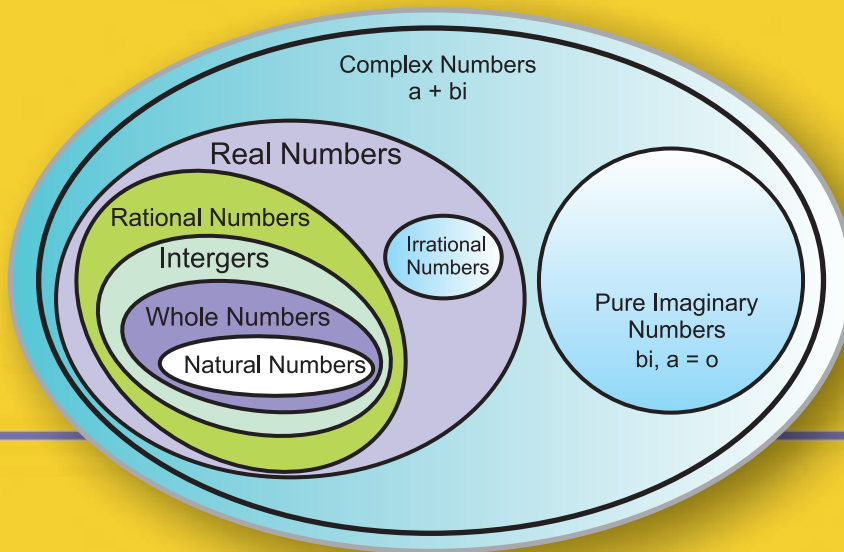 Complex Numbers
a + bi
Real Numbers
Rational Numbers
Irrational
Numbers
Intergers
Whole Numbers
Natural Numbers
Pure Imaginary
Numbers
bi, a = o